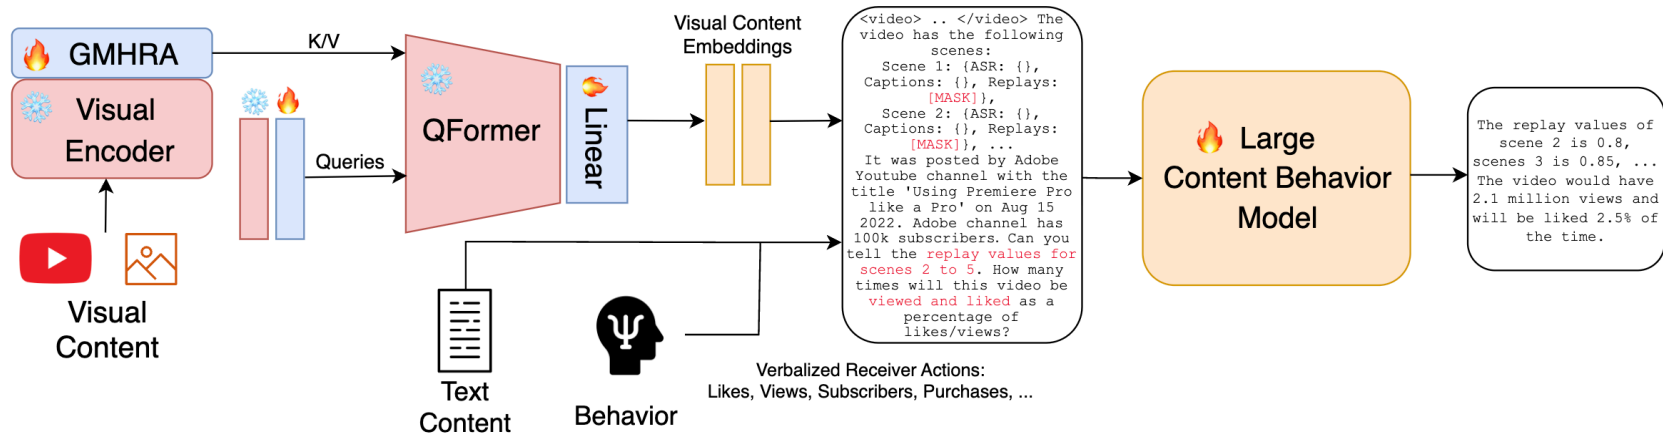 GMHRA
Visual
Encoder
Visual
Content
K/V
Queries
QFormer
Linear
Visual Content
Embeddings
Text
Content
Ψ
Behavior
<video> .. </video> The
video has the following
scenes:
Scene 1: {ASR: {},
Captions: {}, Replays:
[MASK]},
Scene 2: {ASR: {},
Captions: {}, Replays:
[MASK]}, ...
It was posted by Adobe
Youtube channel with the
title 'Using Premiere Pro
like a Pro' on Aug 15
2022. Adobe channel has
100k subscribers. Can you
tell the replay values for
scenes 2 to 5. How many
times will this video be
viewed and liked as a
percentage of
likes/views?
Verbalized Receiver Actions:
Likes, Views, Subscribers, Purchases, ...
Large
Content Behavior
Model
The replay values of
scene 2 is 0.8,
scenes 3 is 0.85, ...
The video would have
2.1 million views and
will be liked 2.5% of
the time.